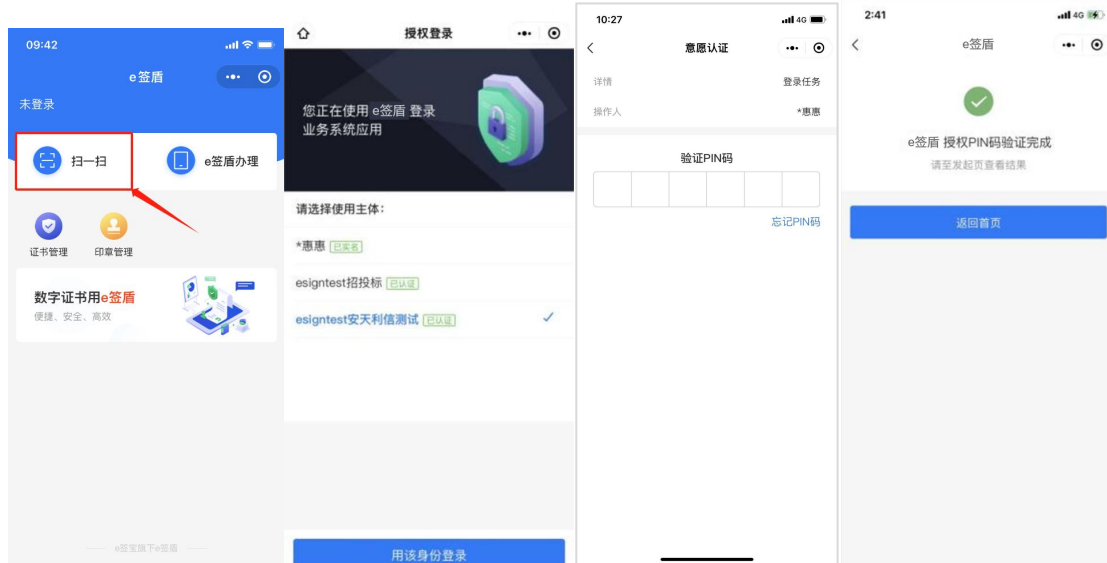 09:42
e签盾
未登录
扫一扫
e签盾办理
证书管理
印章管理
数字证书用e签盾
便捷、安全、高效
e签宝旗下e签盾
授权登录
您正在使用 e签盾 登录
业务系统应用
请选择使用主体：
*惠惠 已实名
esigntest招投标 已认证
esigntest安天利信测试 已认证
用该身份登录
10:27
4G
意愿认证
详情
登录任务
操作人
*惠惠
验证PIN码
忘记PIN码
2:41
4G
e签盾
e签盾 授权PIN码验证完成
请至发起页查看结果
返回首页